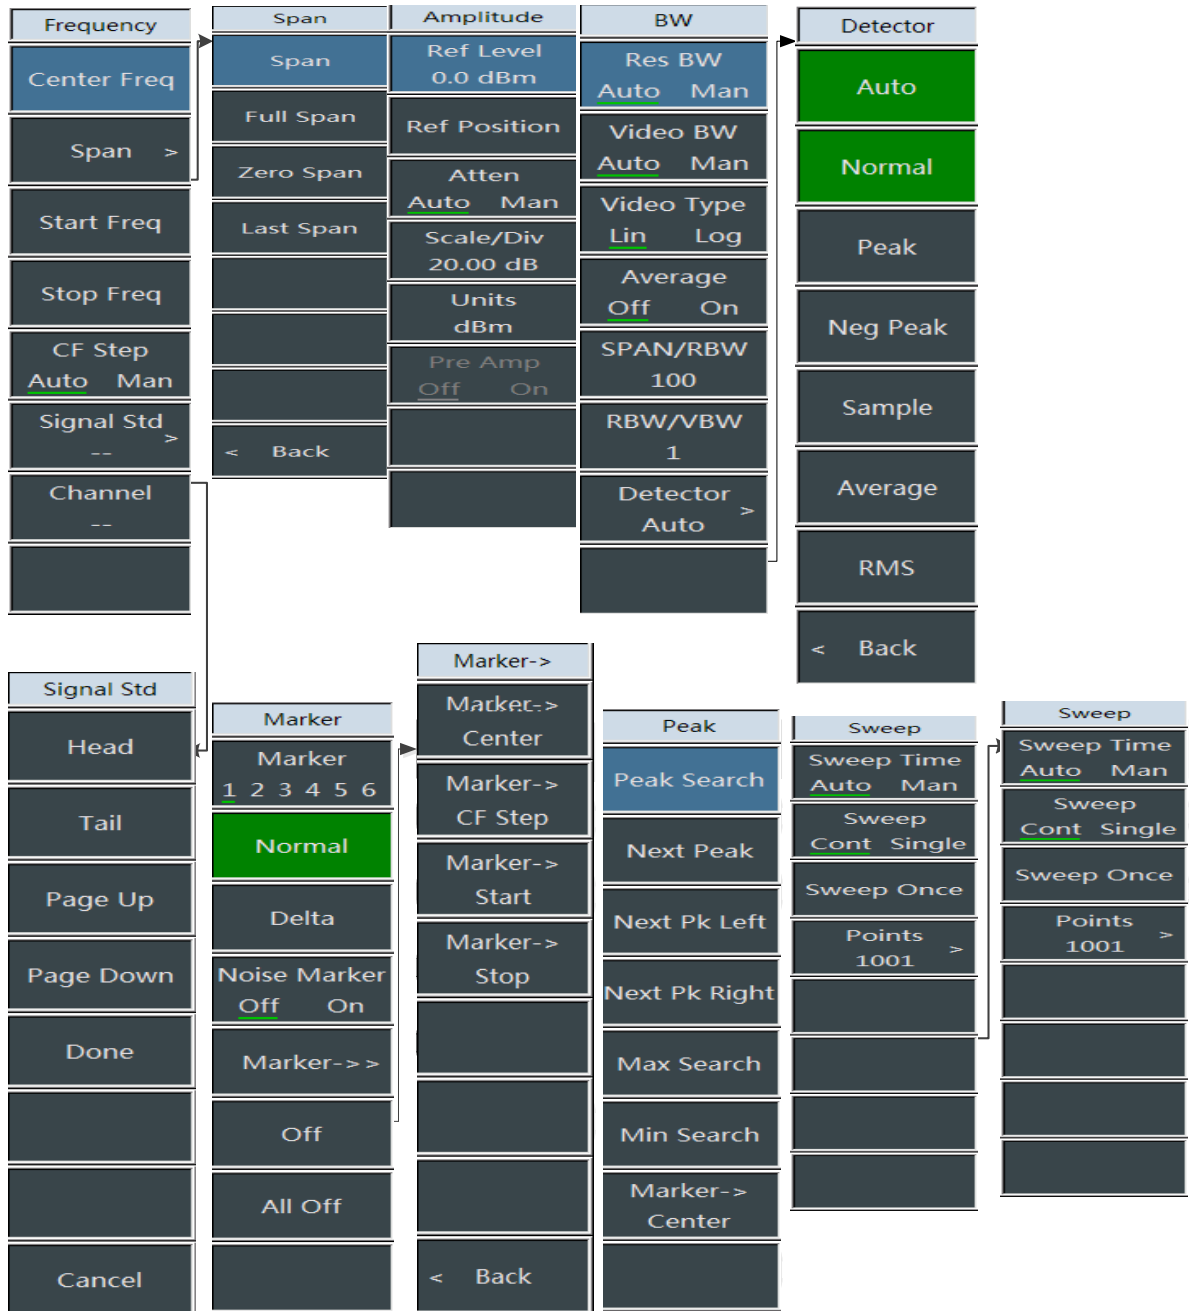 Frequency
Center Freq
Span >
Start Freq
Stop Freq
CF Step
Auto Man
Signal Std
>
--
Channel
--
Span
Span
Full Span
Zero Span
Last Span
< Back
Amplitude
Ref Level
0.0 dBm
Ref Position
Atten
Auto Man
Scale/Div
20.00 dB
Units
dBm
Pre Amp
Off On
BW
Res BW
Auto Man
Video BW
Auto Man
Video Type
Lin Log
Average
Off On
SPAN/RBW
100
RBW/VBW
1
Detector
>
Auto
Detector
Auto
Normal
Peak
Neg Peak
Sample
Average
RMS
< Back
Signal Std
Head
Tail
Page Up
Page Down
Done
Cancel
Marker
Marker
1 2 3 4 5 6
Normal
Delta
Noise Marker
Off On
Marker->>
Off
All Off
Marker->
Marker->
Center
Marker->
CF Step
Marker->
Start
Marker->
Stop
< Back
Peak
Peak Search
Next Peak
Next Pk Left
Next Pk Right
Max Search
Min Search
Marker->
Center
Sweep
Sweep Time
Auto Man
Sweep
Cont Single
Sweep Once
Points
>
1001
Sweep
Sweep Time
Auto Man
Sweep
Cont Single
Sweep Once
Points
>
1001